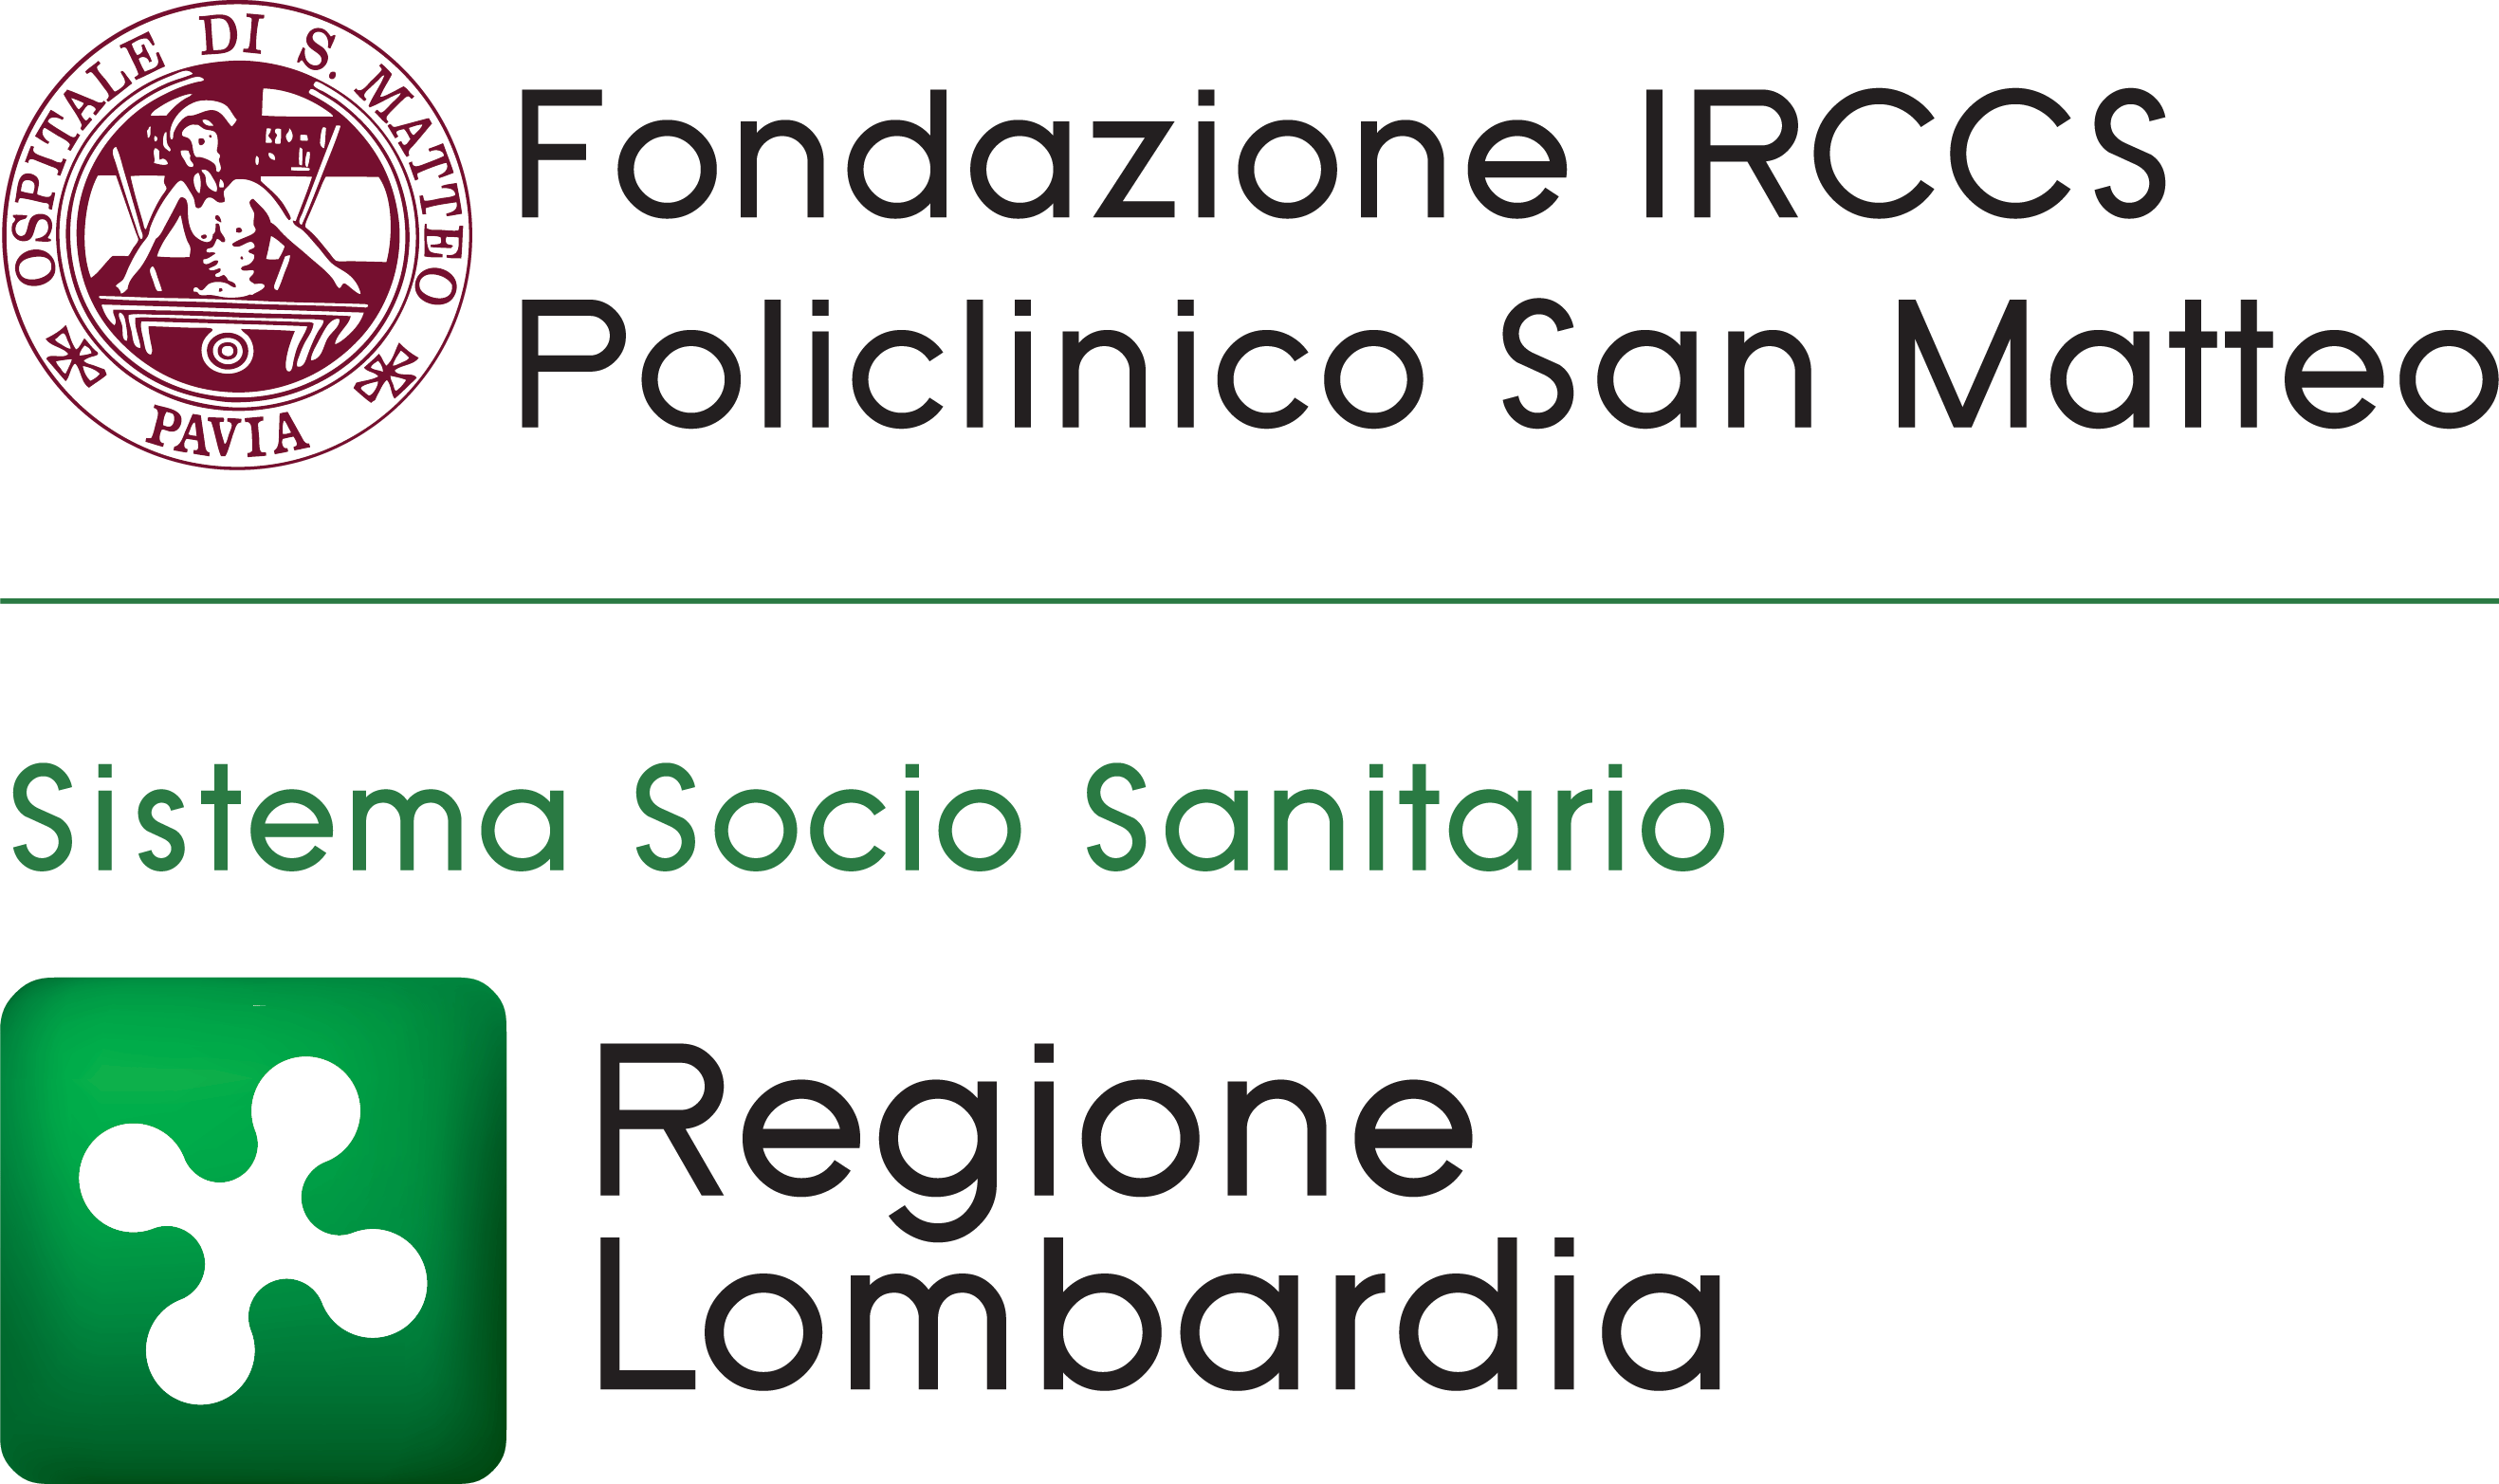 OSPITALE DI S. MATTEO
PAVIA
Fondazione IRCCS
Policlinico San Matteo
Sistema Socio Sanitario
Regione
Lombardia